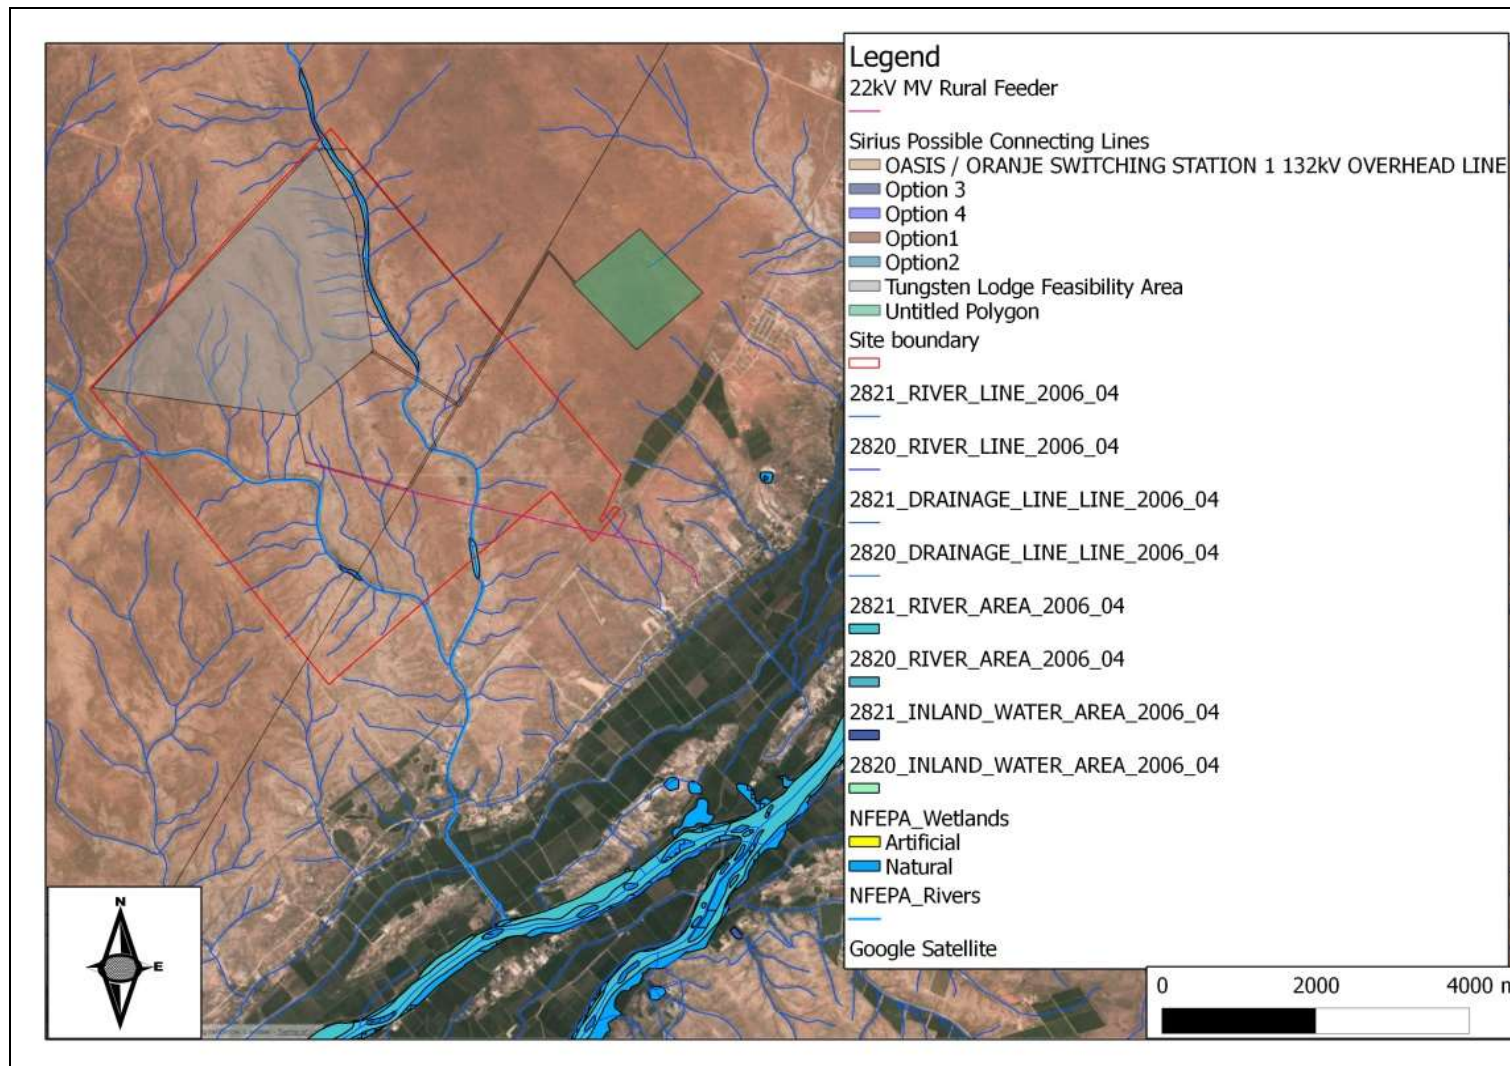 Legend
22kV MV Rural Feeder
Sirius Possible Connecting Lines
OASIS / ORANJE SWITCHING STATION 1 132kV OVERHEAD LINE
Option 3
Option 4
Option1
Option2
Tungsten Lodge Feasibility Area
Untitled Polygon
Site boundary
2821_RIVER_LINE_2006_04
2820_RIVER_LINE_2006_04
2821_DRAINAGE_LINE_LINE_2006_04
2820_DRAINAGE_LINE_LINE_2006_04
2821_RIVER_AREA_2006_04
2820_RIVER_AREA_2006_04
2821_INLAND_WATER_AREA_2006_04
2820_INLAND_WATER_AREA_2006_04
NFEPA_Wetlands
Artificial
Natural
NFEPA_Rivers
Google Satellite
N
E
0 2000 4000